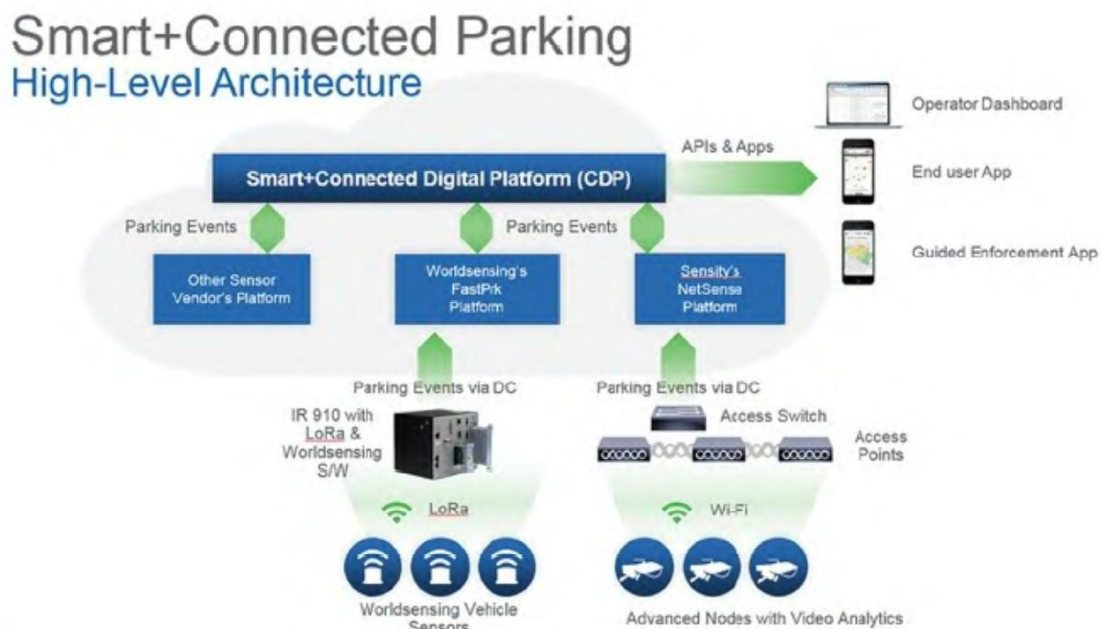 Smart+Connected Parking
High-Level Architecture
Operator Dashboard
APIs & Apps
Smart+Connected Digital Platform (CDP)
End user App
Parking Events
Parking Events
Guided Enforcement App
Other Sensor
Vendor's Platform
Worldsensing's
FastPrk
Platform
Sensity's
NetSense
Platform
Parking Events via DC
Parking Events via DC
IR 910 with
LoRa &
Worldsensing
S/W
Access Switch
Access
Points
LoRa
Wi-Fi
Worldsensing Vehicle
Sensors
Advanced Nodes with Video Analytics